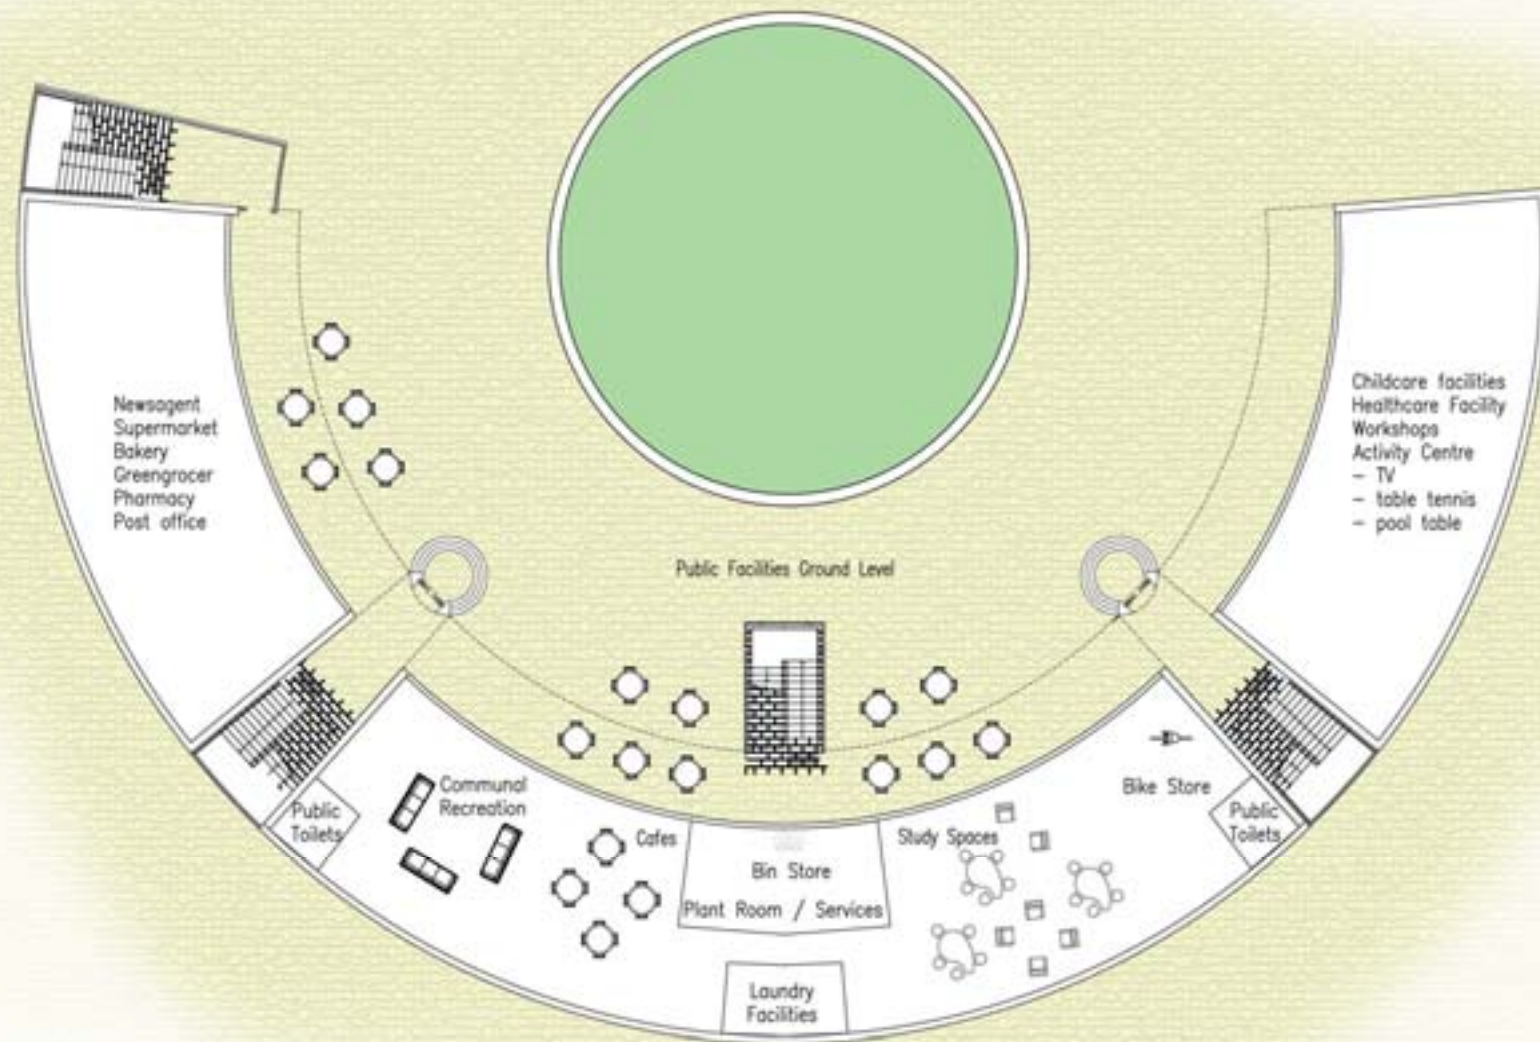 Newsagent
Supermarket
Bakery
Greengrocer
Pharmacy
Post office
Childcare facilities
Healthcare Facility
Workshops
Activity Centre
- TV
- table tennis
- pool table
Public Facilities Ground Level
Public
Toilets
Communal
Recreation
Cafes
Bin Store
Plant Room / Services
Study Spaces
Bike Store
Public
Toilets
Laundry
Facilities